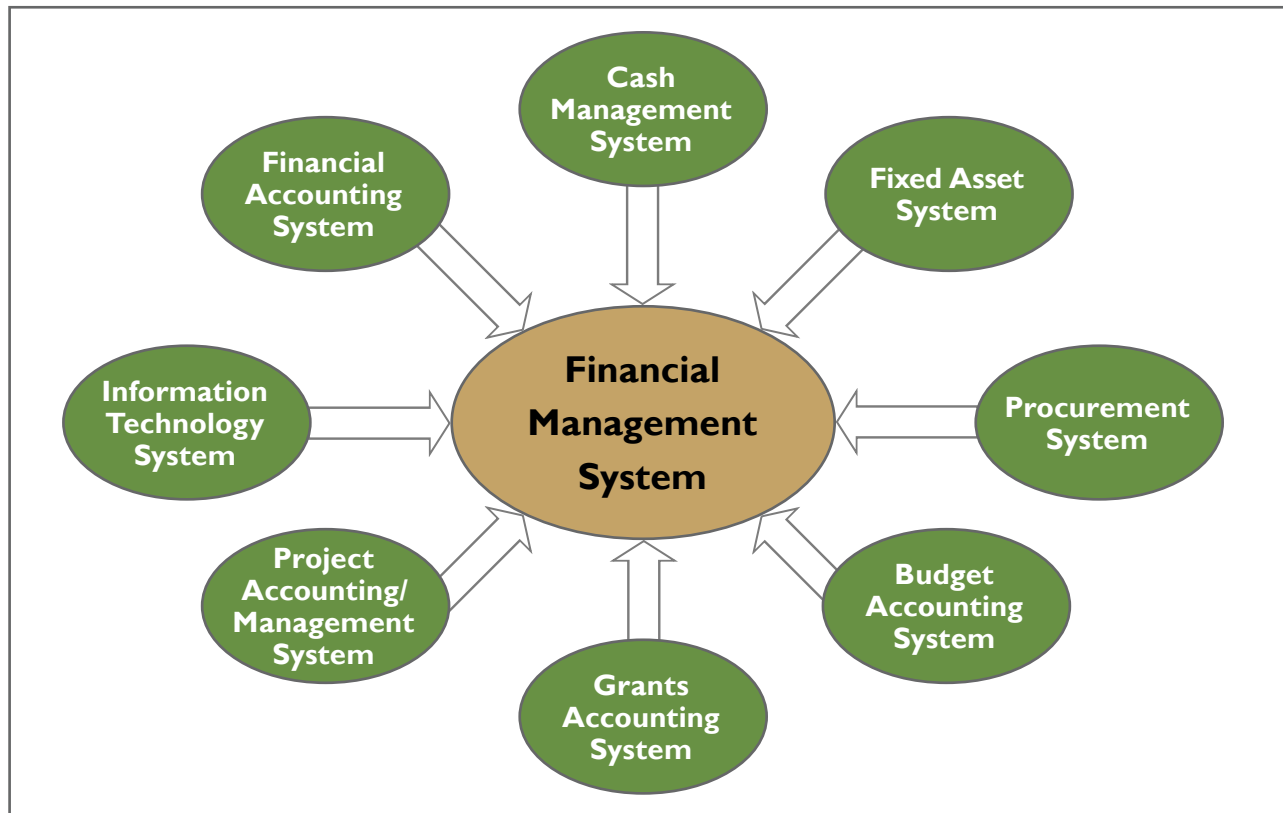 Cash
Management
System
Financial
Accounting
System
Fixed Asset
System
Financial
Management
System
Information
Technology
System
Procurement
System
Project
Accounting/
Management
System
Budget
Accounting
System
Grants
Accounting
System